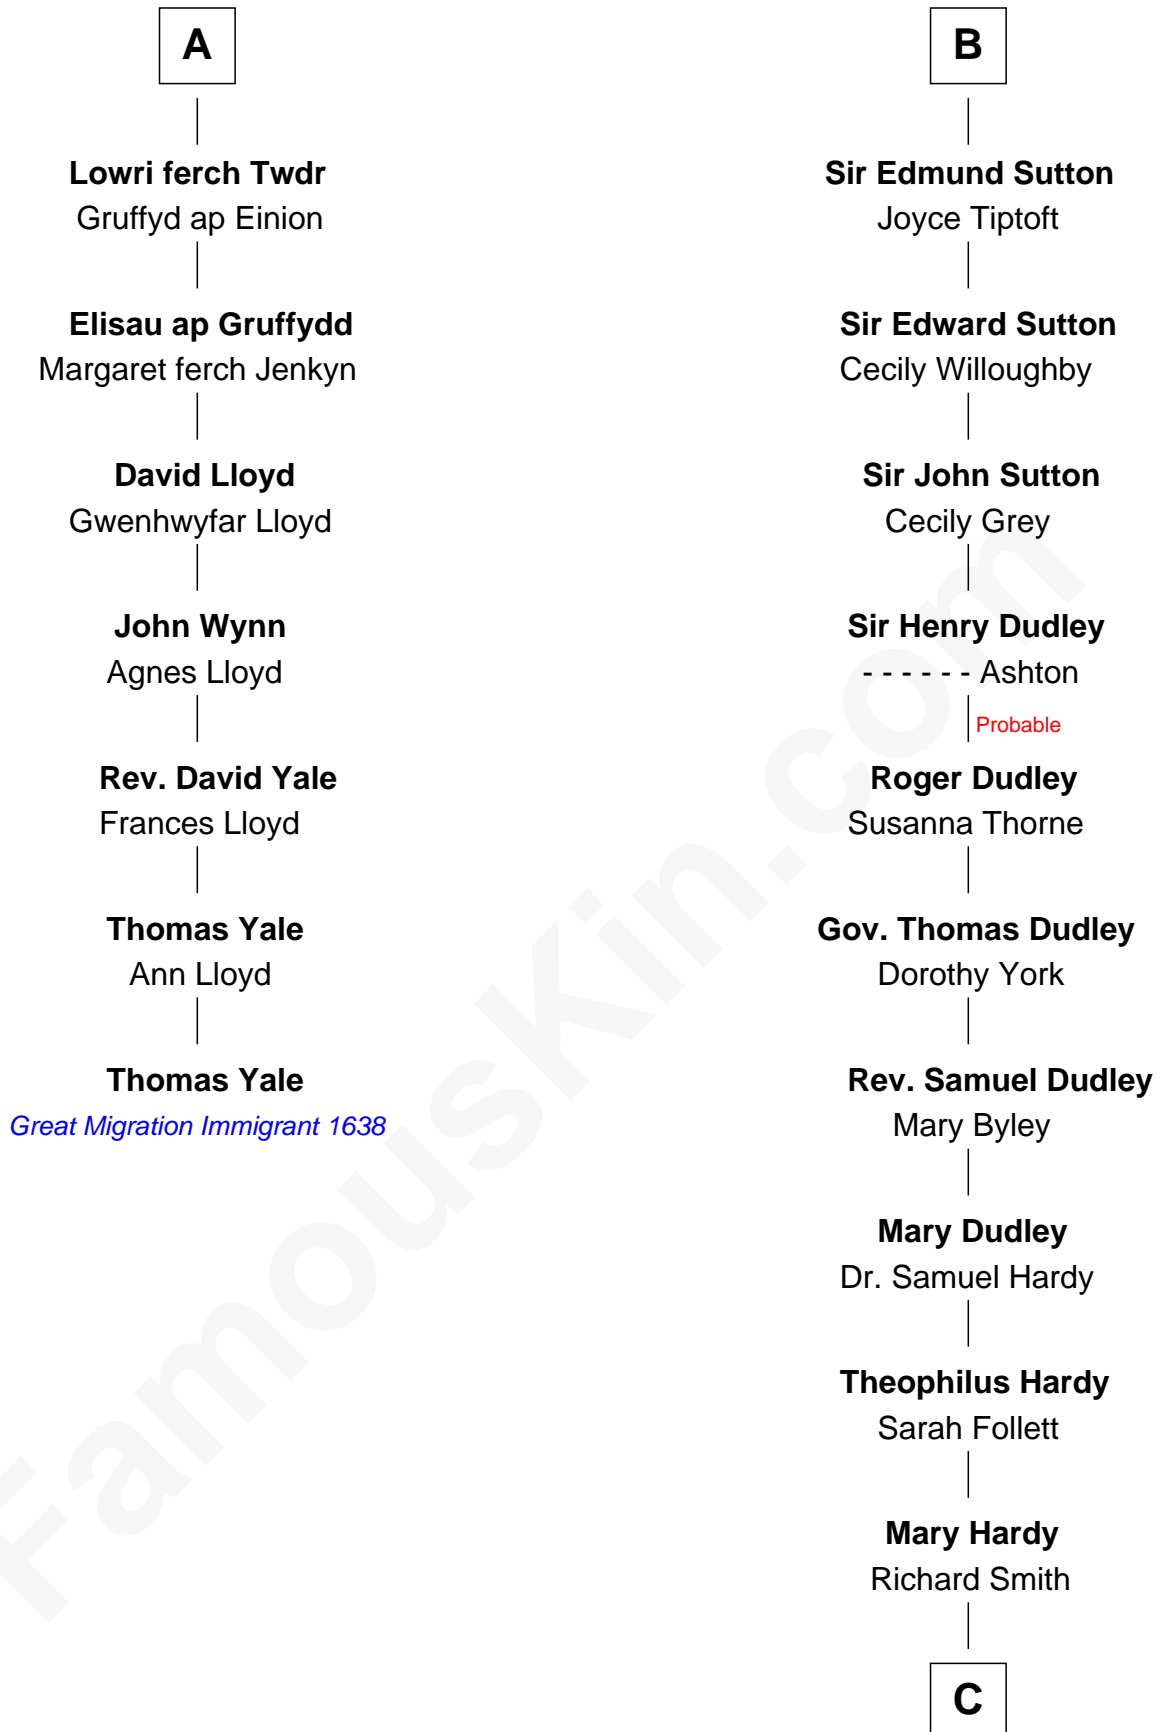 A
Lowri ferch Twdr
Gruffyd ap Einion
Elisau ap Gruffydd
Margaret ferch Jenkyn
David Lloyd
Gwenhwyfar Lloyd
John Wynn
Agnes Lloyd
Rev. David Yale
Frances Lloyd
Thomas Yale
Ann Lloyd
Thomas Yale
Great Migration Immigrant 1638
B
Sir Edmund Sutton
Joyce Tiptoft
Sir Edward Sutton
Cecily Willoughby
Sir John Sutton
Cecily Grey
Sir Henry Dudley
- - - - - - Ashton
Probable
Roger Dudley
Susanna Thorne
Gov. Thomas Dudley
Dorothy York
Rev. Samuel Dudley
Mary Byley
Mary Dudley
Dr. Samuel Hardy
Theophilus Hardy
Sarah Follett
Mary Hardy
Richard Smith
C
FamousKin.com